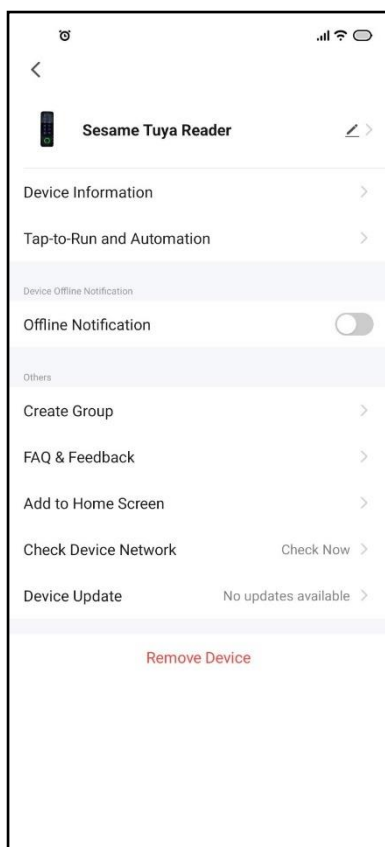 Sesame Tuya Reader
Device Information
Tap-to-Run and Automation
Device Offline Notification
Offline Notification
Others
Create Group
FAQ & Feedback
Add to Home Screen
Check Device Network Check Now
Device Update No updates available
Remove Device